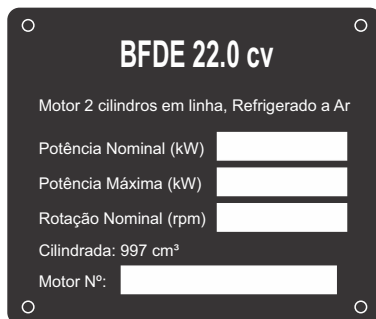 BFDE 22.0 cv
Motor 2 cilindros em linha, Refrigerado a Ar
Potência Nominal (kW)
Potência Máxima (kW)
Rotação Nominal (rpm)
Cilindrada: 997 cm³
Motor Nº: